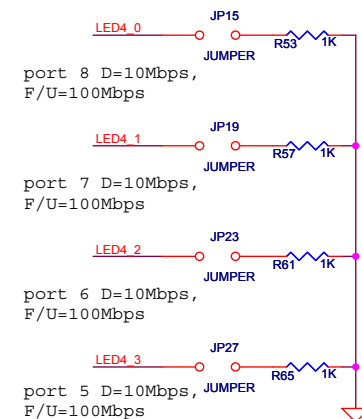 JP15
LED4_0
R53 1K
JUMPER
port 8 D=10Mbps,
F/U=100Mbps
JP19
LED4_1
R57 1K
JUMPER
port 7 D=10Mbps,
F/U=100Mbps
JP23
LED4_2
R61 1K
JUMPER
port 6 D=10Mbps,
F/U=100Mbps
JP27
LED4_3
R65 1K
JUMPER
port 5 D=10Mbps,
F/U=100Mbps